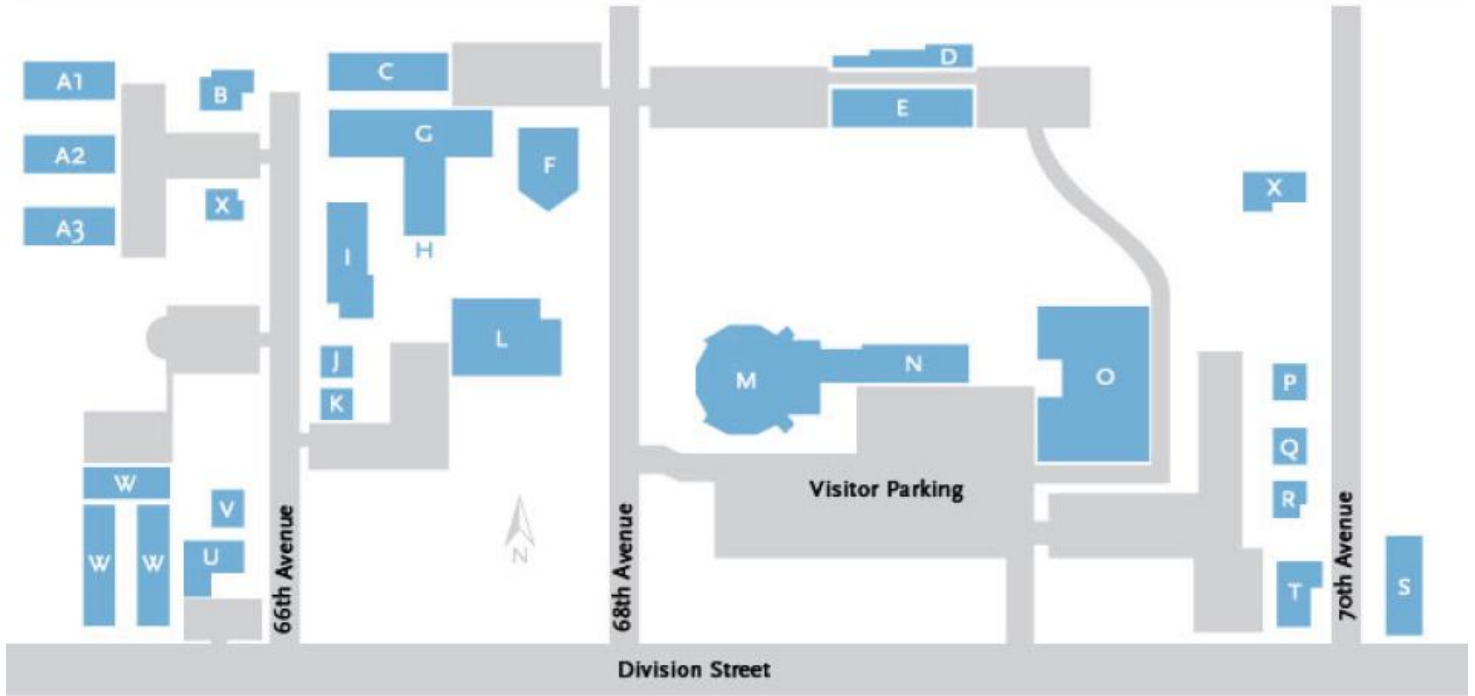 D
C
A1
B
E
G
A2
F
X
X
A3
H
I
L
J
P
M
N
O
K
Q
W
Visitor Parking
R
V
N
U
W
W
66th Avenue
68th Avenue
70th Avenue
T
S
Division Street